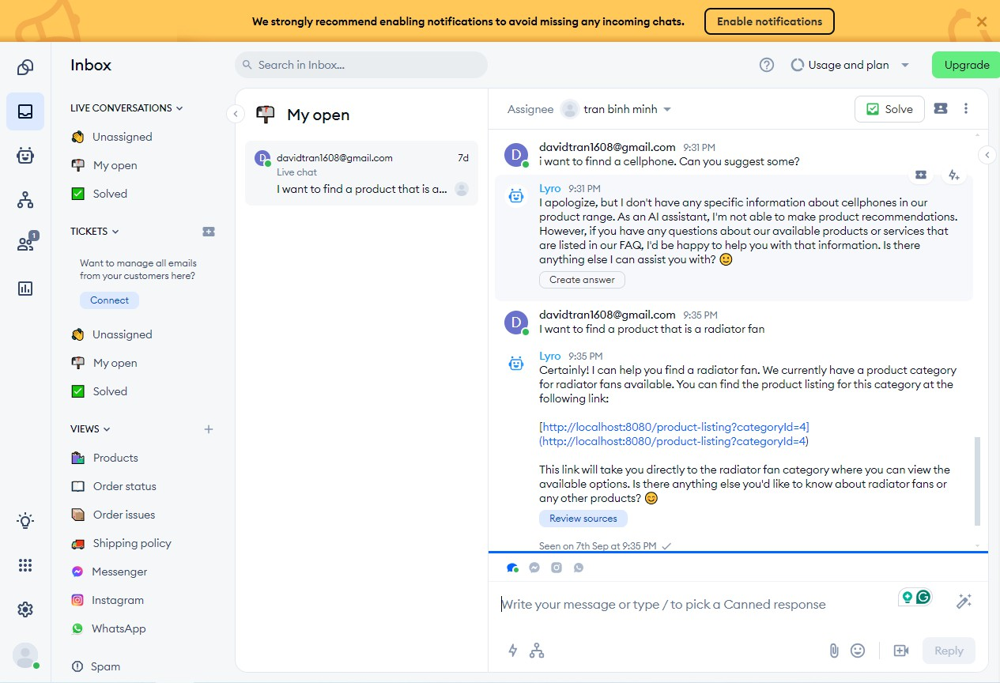 We strongly recommend enabling notifications to avoid missing any incoming chats.
Enable notifications
Inbox
Search in Inbox...
Usage and plan
Upgrade
LIVE CONVERSATIONS
Unassigned
My open
Solved
TICKETS
Want to manage all emails
from your customers here?
Connect
Unassigned
My open
Solved
VIEWS
Products
Order status
Order issues
Shipping policy
Messenger
Instagram
WhatsApp
Spam
1
My open
D
davidtran1608@gmail.com
7d
Live chat
I want to find a product that is a...
Assignee
tran binh minh
Solve
D
davidtran1608@gmail.com 9:31 PM
i want to finnd a cellphone. Can you suggest some?
Lyro 9:31 PM
I apologize, but I don't have any specific information about cellphones in our
product range. As an AI assistant, I'm not able to make product recommendations.
However, if you have any questions about our available products or services that
are listed in our FAQ, I'd be happy to help you with that information. Is there
anything else I can assist you with? 🙂
Create answer
D
davidtran1608@gmail.com 9:35 PM
I want to find a product that is a radiator fan
Lyro 9:35 PM
Certainly! I can help you find a radiator fan. We currently have a product category
for radiator fans available. You can find the product listing for this category at the
following link:
[http://localhost:8080/product-listing?categoryId=4]
(http://localhost:8080/product-listing?categoryId=4)
This link will take you directly to the radiator fan category where you can view the
available options. Is there anything else you'd like to know about radiator fans or
any other products? 😊
Review sources
Seen on 7th Sep at 9:35 PM
Write your message or type / to pick a Canned response
Reply